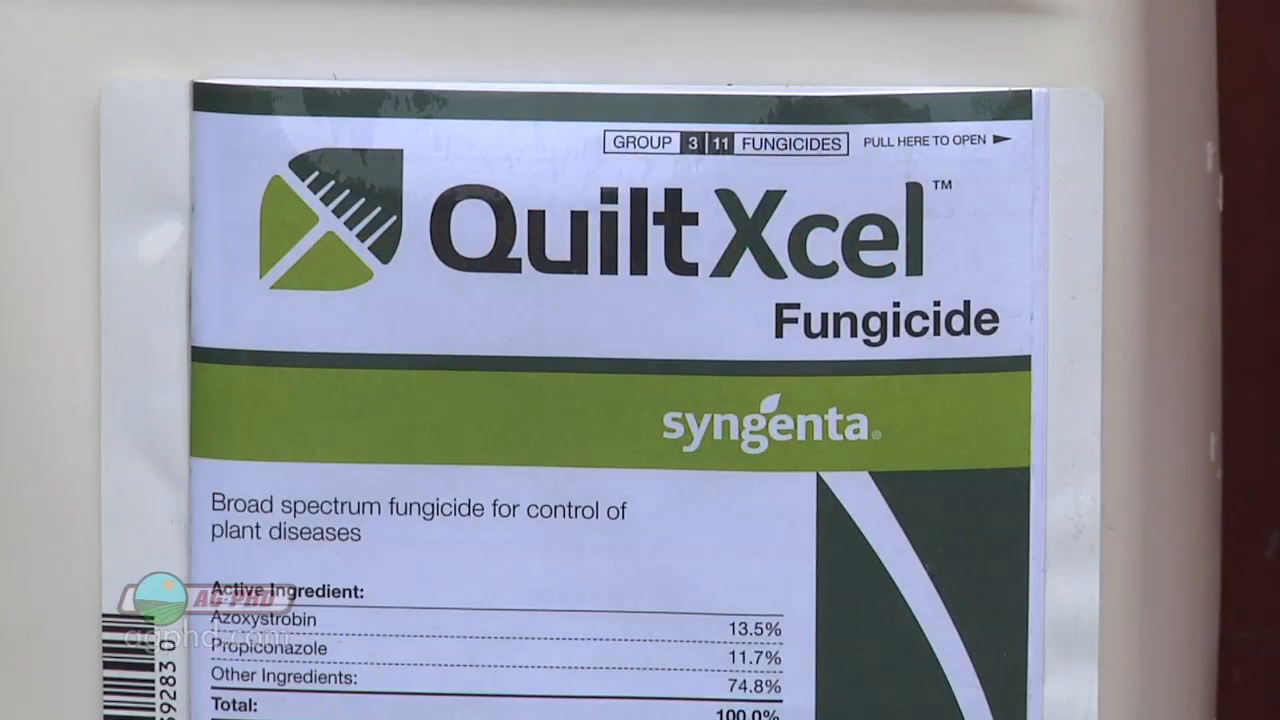 GROUP 3 11 FUNGICIDES PULL HERE TO OPEN
QuiltXcel™
Fungicide
syngenta®
Broad spectrum fungicide for control of
plant diseases
Active Ingredient:
Azoxystrobin 13.5%
Propiconazole 11.7%
Other Ingredients: 74.8%
Total: 100.0%
AG PHD
agphd.com
39283 0